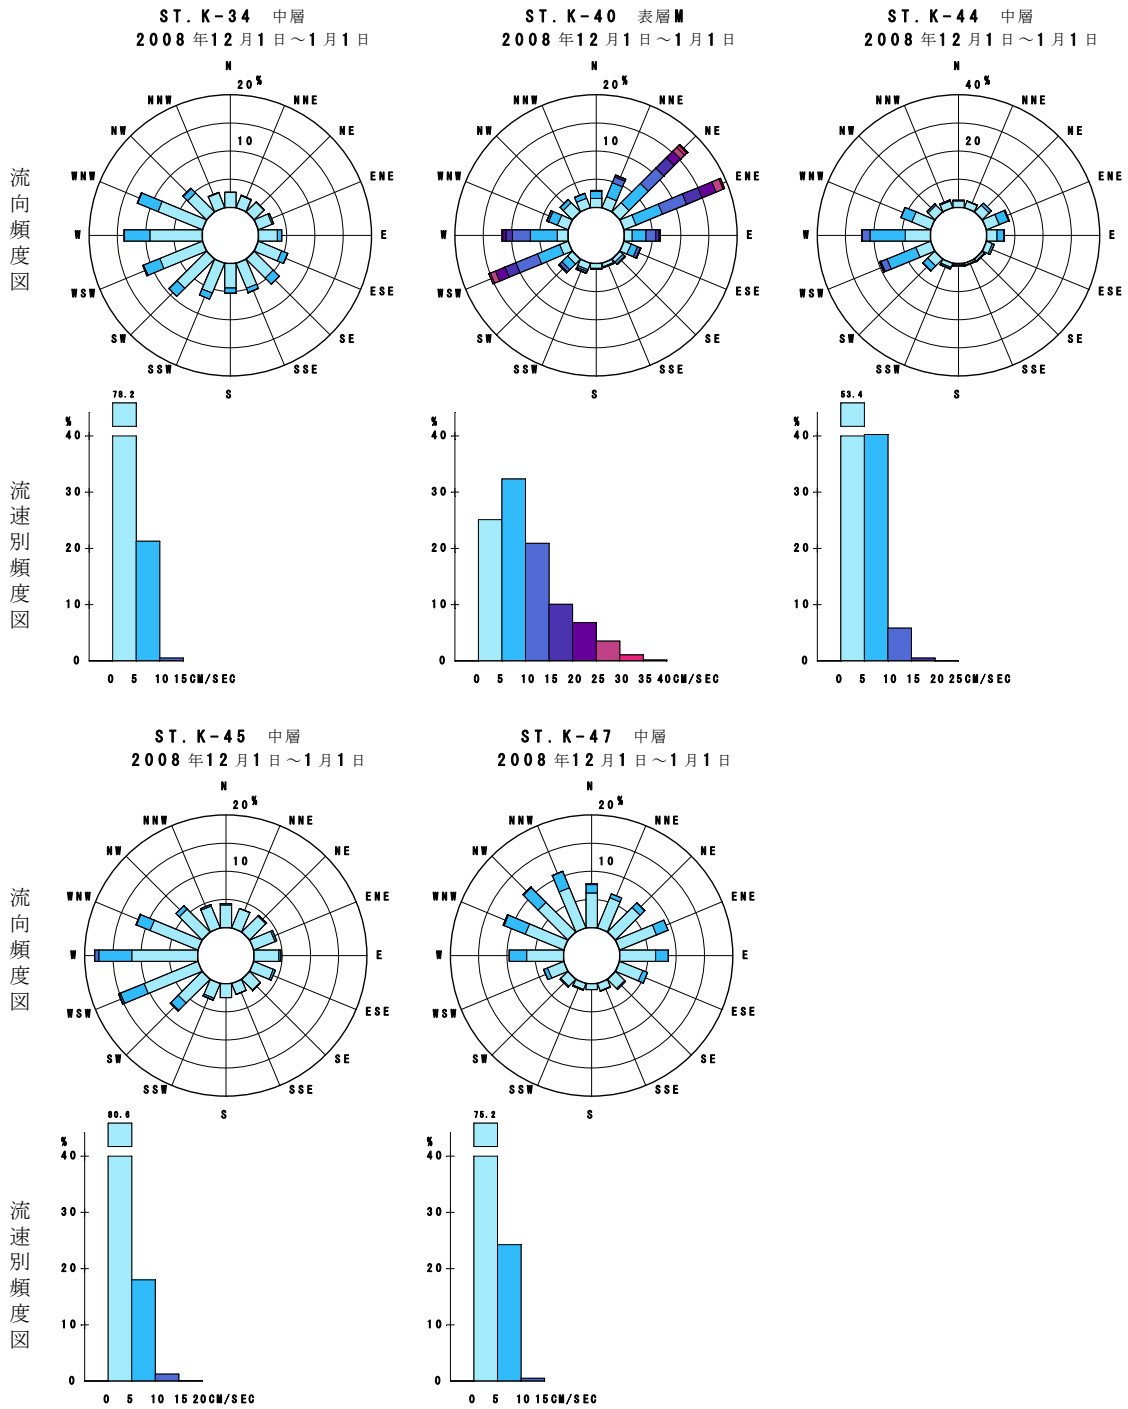 ST. K-34 中層
2008年12月1日～1月1日
ST. K-40 表層M
2008年12月1日～1月1日
ST. K-44 中層
2008年12月1日～1月1日
流向頻度図
N
20%
10
NNE
NE
ENE
E
ESE
SE
SSE
S
SSW
SW
WSW
W
WNW
NW
NNW
N
20%
10
NNE
NE
ENE
E
ESE
SE
SSE
S
SSW
SW
WSW
W
WNW
NW
NNW
N
40%
20
NNE
NE
ENE
E
ESE
SE
SSE
SSW
SW
WSW
W
WNW
NW
NNW
流速別頻度図
78.2
%
40
30
20
10
0
0 5 10 15CM/SEC
%
40
30
20
10
0
0 5 10 15 20 25 30 35 40CM/SEC
53.4
%
40
30
20
10
0
0 5 10 15 20 25CM/SEC
ST. K-45 中層
2008年12月1日～1月1日
ST. K-47 中層
2008年12月1日～1月1日
流向頻度図
N
20%
10
NNE
NE
ENE
E
ESE
SE
SSE
S
SSW
SW
WSW
W
WNW
NW
NNW
N
20%
10
NNE
NE
ENE
E
ESE
SE
SSE
S
SSW
SW
WSW
W
WNW
NW
NNW
流速別頻度図
80.6
%
40
30
20
10
0
0 5 10 15 20CM/SEC
75.2
%
40
30
20
10
0
0 5 10 15CM/SEC